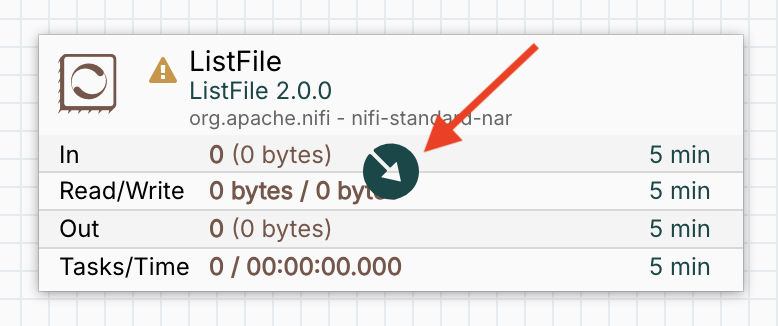 ListFile
ListFile 2.0.0
org.apache.nifi - nifi-standard-nar
In 0 (0 bytes) 5 min
Read/Write 0 bytes / 0 bytes 5 min
Out 0 (0 bytes) 5 min
Tasks/Time 0 / 00:00:00.000 5 min